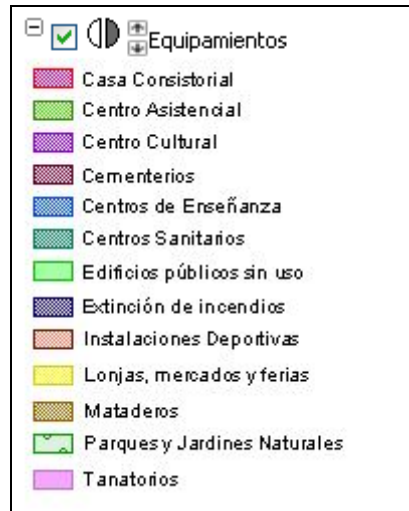 Equipamientos
Casa Consistorial
Centro Asistencial
Centro Cultural
Cementerios
Centros de Enseñanza
Centros Sanitarios
Edificios públicos sin uso
Extinción de incendios
Instalaciones Deportivas
Lonjas, mercados y ferias
Mataderos
Parques y Jardines Naturales
Tanatorios